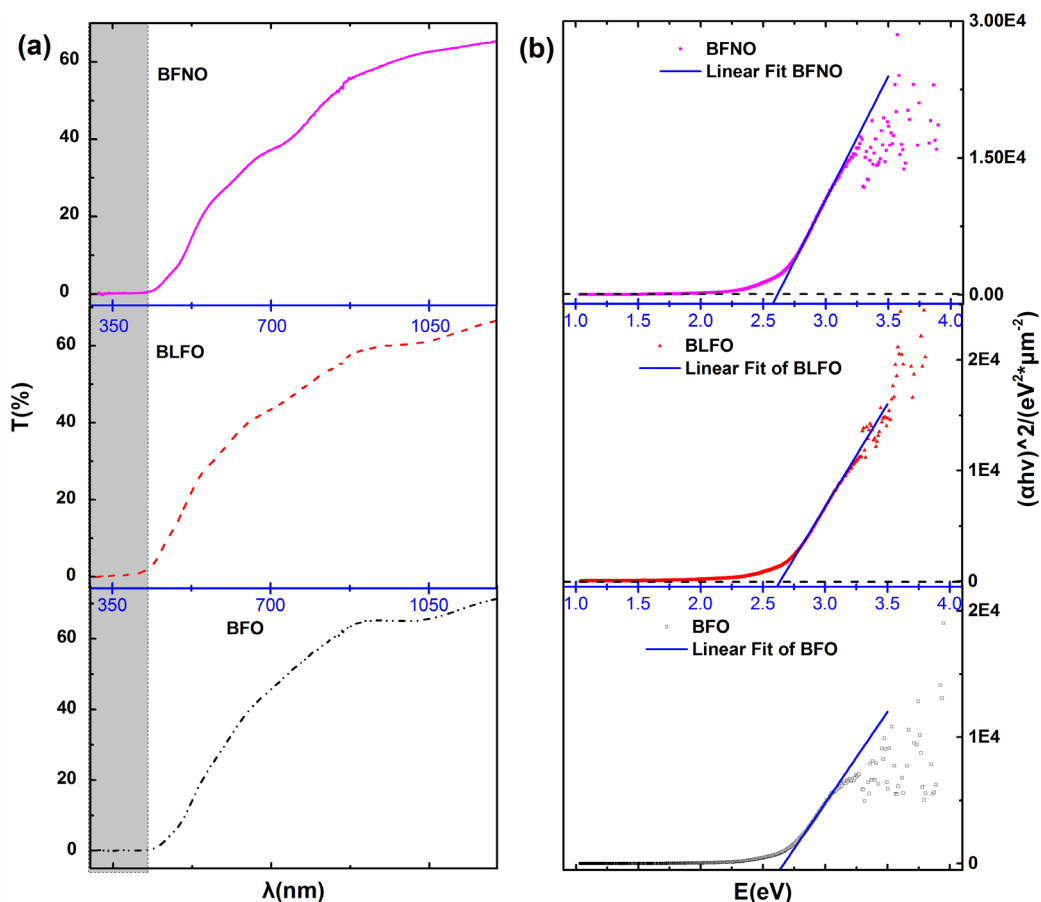 (a)
BFNO
60
40
20
0
350 700 1050
BLFO
60
40
20
0
350 700 1050
BFO
60
40
20
0
T(%)
λ(nm)
(b)
BFNO
Linear Fit BFNO
3.00E4
1.50E4
0.00
1.0 1.5 2.0 2.5 3.0 3.5 4.0
BLFO
Linear Fit of BLFO
2E4
1E4
0
1.0 1.5 2.0 2.5 3.0 3.5 4.0
BFO
Linear Fit of BFO
2E4
1E4
0
(αhν)^2/(eV²*μm⁻²)
E(eV)